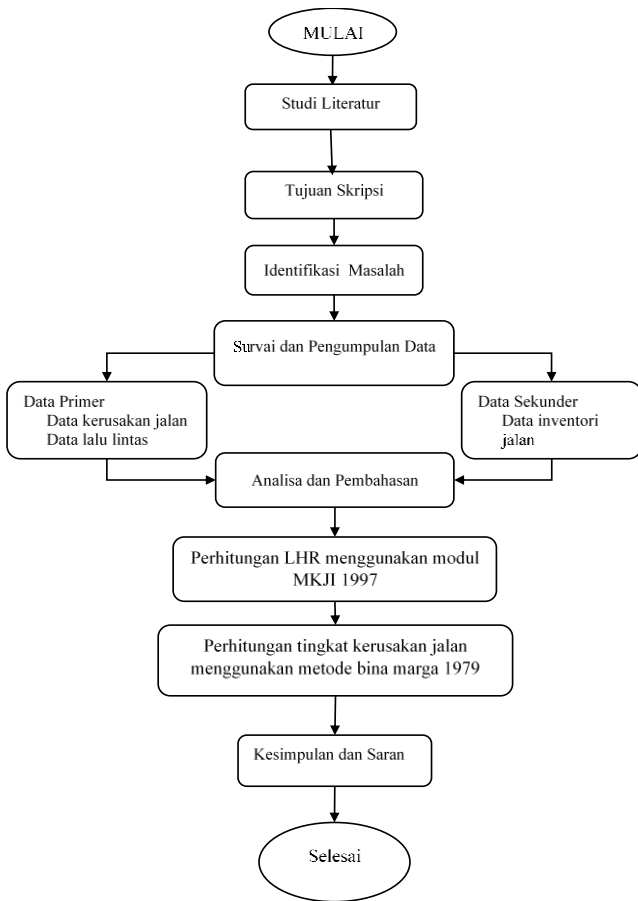 MULAI
Studi Literatur
Tujuan Skripsi
Identifikasi Masalah
Survai dan Pengumpulan Data
Data Primer
Data kerusakan jalan
Data lalu lintas
Data Sekunder
Data inventori
jalan
Analisa dan Pembahasan
Perhitungan LHR menggunakan modul
MKJI 1997
Perhitungan tingkat kerusakan jalan
menggunakan metode bina marga 1979
Kesimpulan dan Saran
Selesai